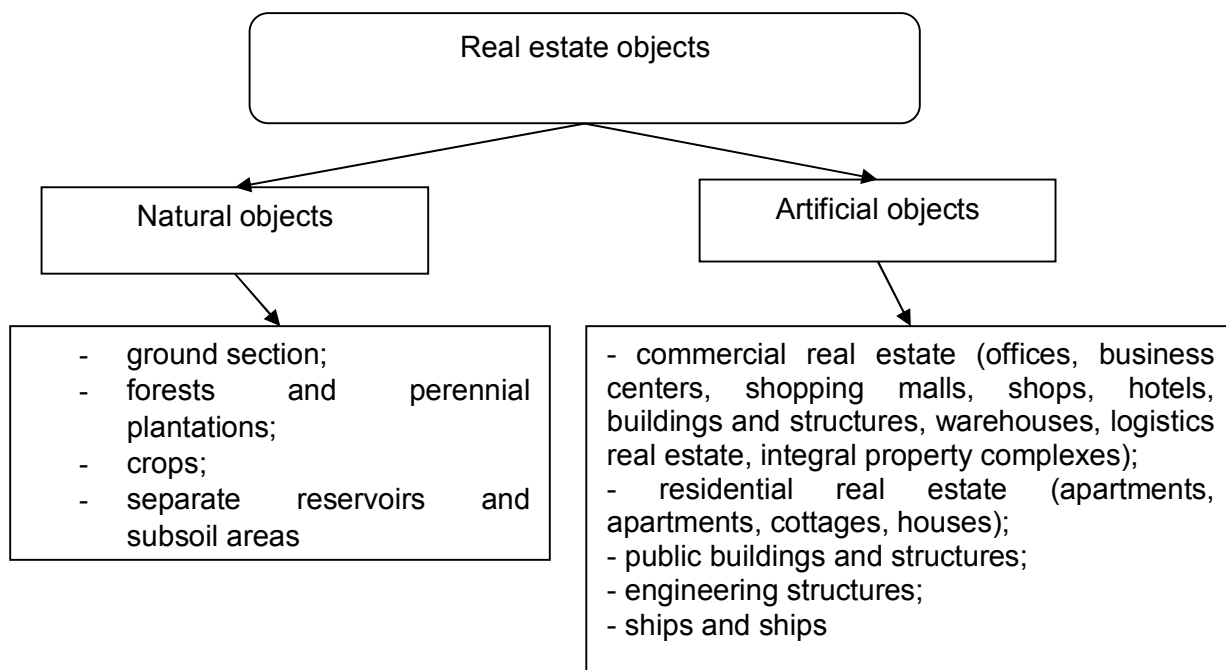 Real estate objects
Natural objects
Artificial objects
- ground section;
- forests and perennial
plantations;
- crops;
- separate reservoirs and
subsoil areas
- commercial real estate (offices, business
centers, shopping malls, shops, hotels,
buildings and structures, warehouses, logistics
real estate, integral property complexes);
- residential real estate (apartments,
apartments, cottages, houses);
- public buildings and structures;
- engineering structures;
- ships and ships